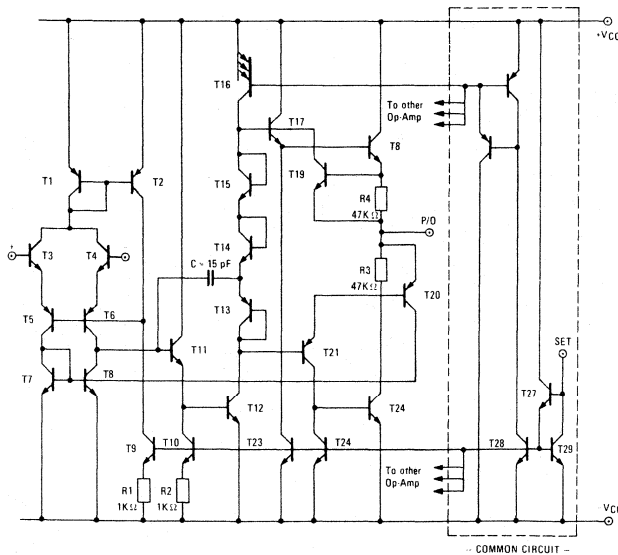 +VCC
T16
To other
Op-Amp
T17
T8
T1
T2
T15
T19
R4
47KΩ
P/O
T3
T4
T14
+
−
C ~ 15 pF
R3
47KΩ
T20
T5
T6
T13
T11
T21
SET
T7
T8
T12
T24
T27
T9
T10
T23
T24
T28
T29
R1
1KΩ
R2
1KΩ
To other
Op-Amp
VCC
- COMMON CIRCUIT -